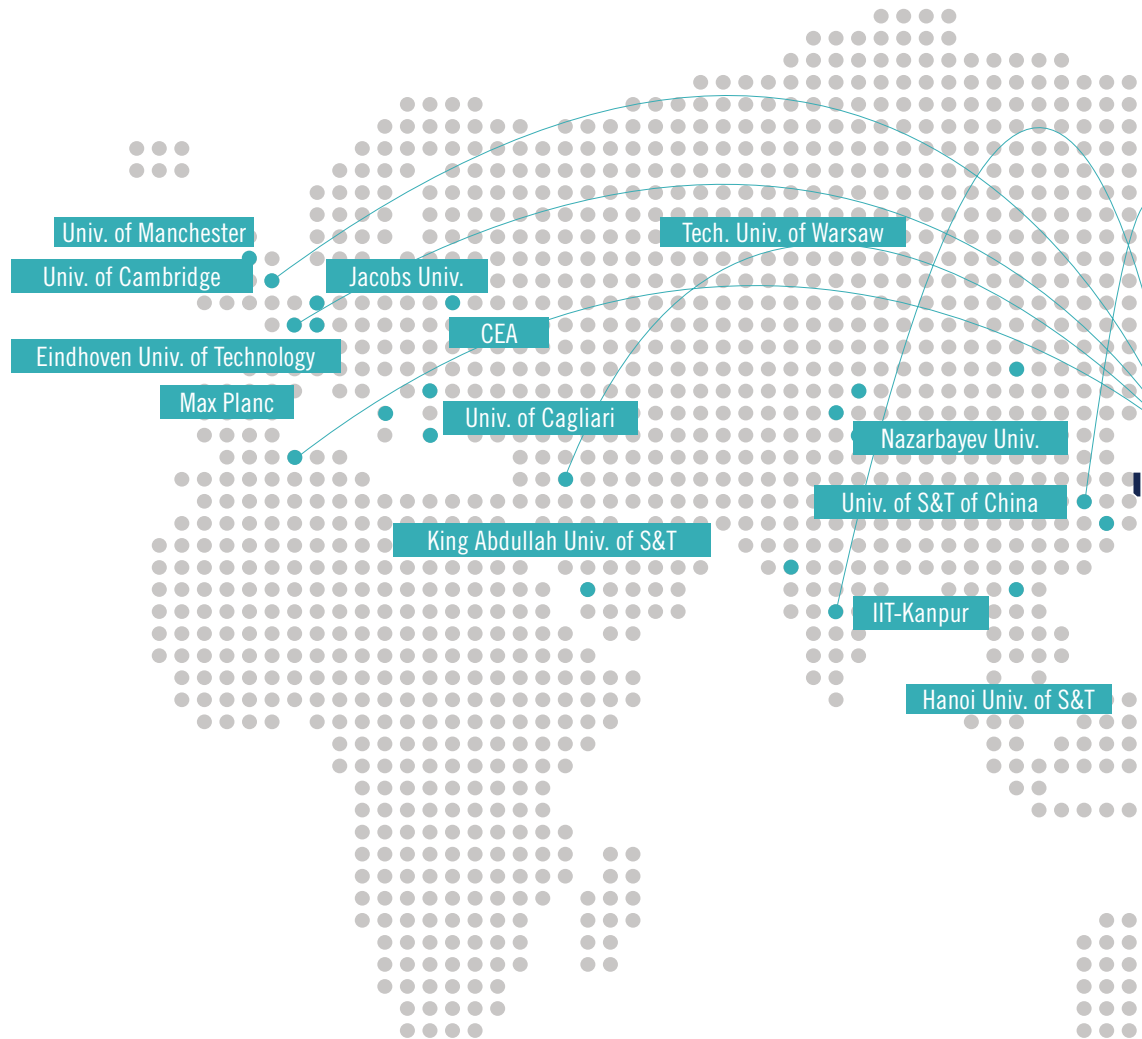 Univ. of Manchester
Tech. Univ. of Warsaw
Univ. of Cambridge
Jacobs Univ.
CEA
Eindhoven Univ. of Technology
Max Planc
Univ. of Cagliari
Nazarbayev Univ.
Univ. of S&T of China
King Abdullah Univ. of S&T
IIT-Kanpur
Hanoi Univ. of S&T